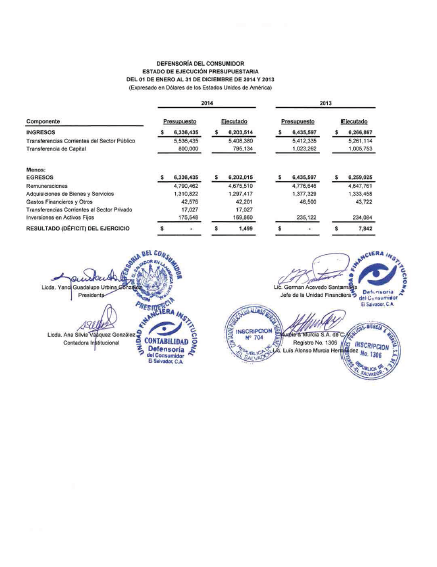 DEFENSORÍA DEL CONSUMIDOR
ESTADO DE EJECUCIÓN PRESUPUESTARIA
DEL 01 DE ENERO AL 31 DE DICIEMBRE DE 2014 Y 2013
(Expresado en Dólares de los Estados Unidos de América)
2014 2013
Componente Presupuesto Ejecutado Presupuesto Ejecutado
INGRESOS $ 6,336,435 $ 6,203,514 $ 6,435,597 $ 6,266,867
Transferencias Corrientes del Sector Público 5,536,435 5,408,380 5,412,335 5,261,114
Transferencia de Capital 800,000 795,134 1,023,262 1,005,753
Menos:
EGRESOS $ 6,336,435 $ 6,202,015 $ 6,435,597 $ 6,259,025
Remuneraciones 4,790,462 4,675,510 4,776,646 4,647,761
Adquisiciones de Bienes y Servicios 1,310,822 1,297,417 1,377,329 1,333,458
Gastos Financieros y Otros 42,576 42,201 46,500 43,722
Transferencias Corrientes al Sector Privado 17,027 17,027
Inversiones en Activos Fijos 175,548 169,860 235,122 234,084
RESULTADO (DÉFICIT) DEL EJERCICIO $ - $ 1,499 $ - $ 7,842
Licda. Yanci Guadalupe Urbina González
Presidenta
Lic. German Acevedo Santamaría
Jefe de la Unidad Financiera
Defensoría
del Consumidor
El Salvador, C.A.
PRESIDENCIA
Licda. Ana Silvia Vásquez González
Contadora Institucional
CONTABILIDAD
Defensoría
del Consumidor
El Salvador, C.A.
INSCRIPCION
Nº 704
Murcia & Murcia S.A. de C.V.
Registro No. 1306
Lic. Luis Alonso Murcia Hernández
INSCRIPCION
No. 1306